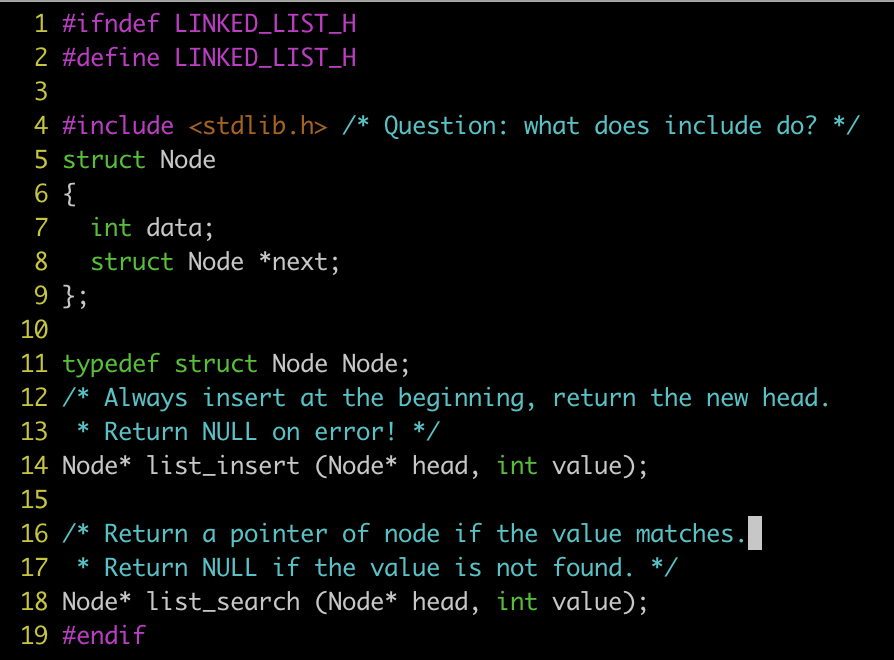 1 #ifndef LINKED_LIST_H
2 #define LINKED_LIST_H
3
4 #include <stdlib.h> /* Question: what does include do? */
5 struct Node
6 {
7   int data;
8   struct Node *next;
9 };
10
11 typedef struct Node Node;
12 /* Always insert at the beginning, return the new head.
13  * Return NULL on error! */
14 Node* list_insert (Node* head, int value);
15
16 /* Return a pointer of node if the value matches.
17  * Return NULL if the value is not found. */
18 Node* list_search (Node* head, int value);
19 #endif